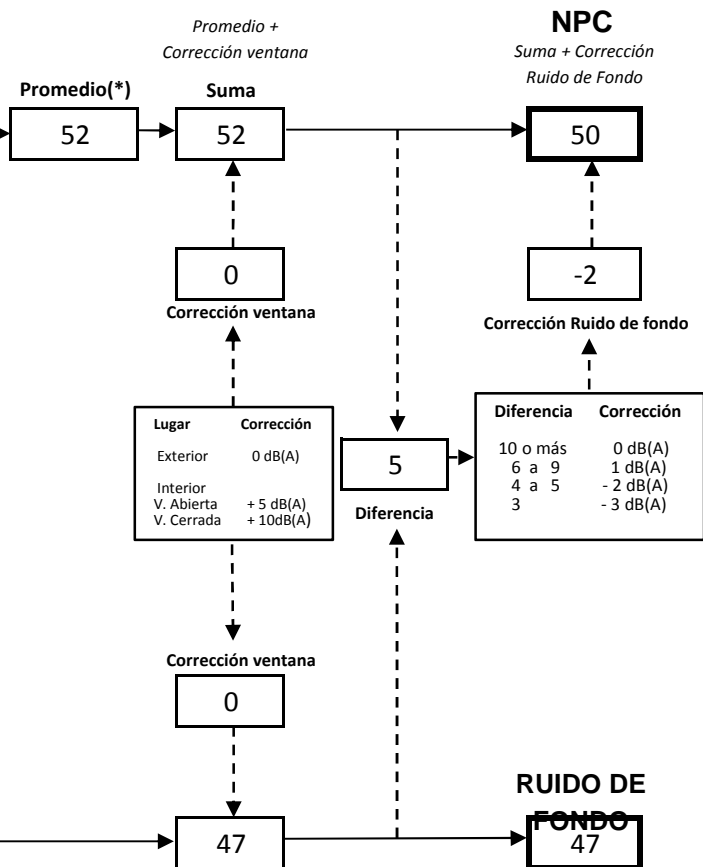 Promedio +
Corrección ventana
NPC
Suma + Corrección
Ruido de Fondo
Promedio(*)
Suma
52
52
50
0
-2
Corrección ventana
Corrección Ruido de fondo
Lugar Corrección
Exterior 0 dB(A)
Interior
V. Abierta + 5 dB(A)
V. Cerrada + 10dB(A)
5
Diferencia
Diferencia Corrección
10 o más 0 dB(A)
6 a 9 1 dB(A)
4 a 5 - 2 dB(A)
3 - 3 dB(A)
Corrección ventana
0
RUIDO DE
FONDO
47
47